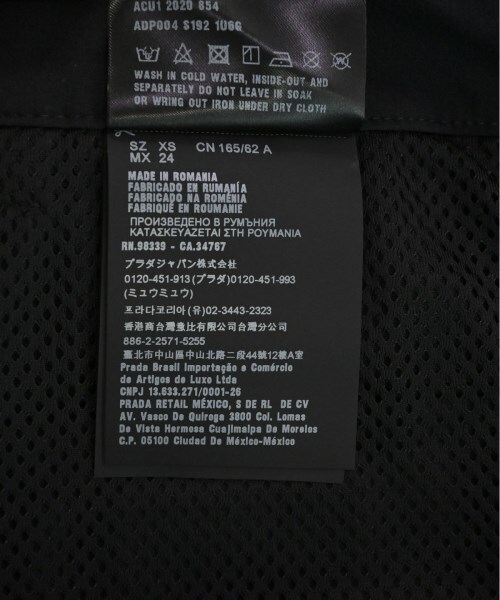 ACU1 2020 654
ADP004 S192 1U6G
WASH IN COLD WATER, INSIDE-OUT AND
SEPARATELY DO NOT LEAVE IN SOAK
OR WRING OUT IRON UNDER DRY CLOTH
SZ XS CN 165/62 A
MX 24
MADE IN ROMANIA
FABRICADO EN RUMANÍA
FABRICADO NA ROMÊNIA
FABRIQUÉ EN ROUMANIE
ПРОИЗВЕДЕНО В РУМЪНИЯ
ΚΑΤΑΣΚΕΥΑΖΕΤΑΙ ΣΤΗ ΡΟΥΜΑΝΙΑ
RN.98339 - CA.34767
プラダジャパン株式会社
0120-451-913(プラダ)0120-451-993
(ミュウミュウ)
프라다코리아(유)02-3443-2323
香港商台灣璞琵有限公司台灣分公司
886-2-2571-5255
臺北市中山區中山北路二段44號12樓A室
Prada Brasil Importação e Comércio
de Artigos de Luxo Ltda
CNPJ 13.633.271/0001-26
PRADA RETAIL MÉXICO, S DE RL DE CV
AV. Vasco De Quiroga 3800 Col. Lomas
De Vista Hermosa Cuajimalpa De Morelos
C.P. 05100 Ciudad De México-México